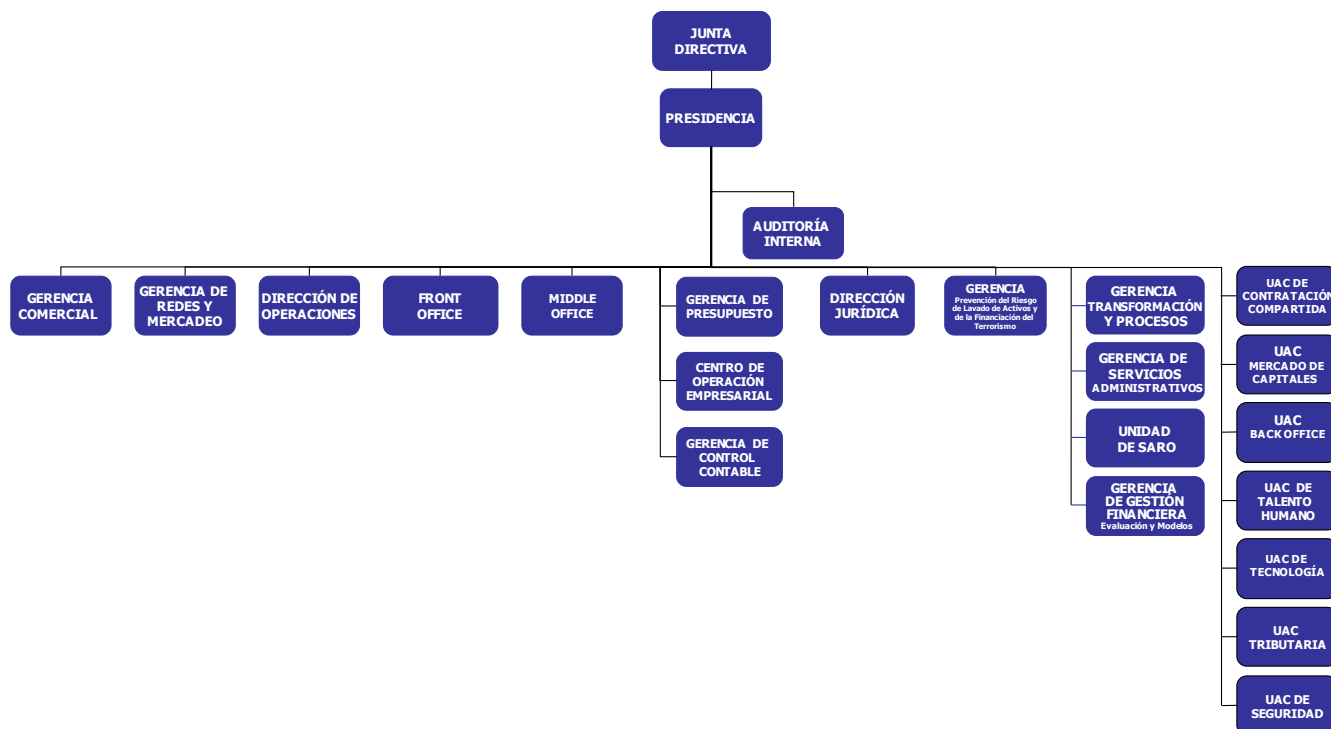 JUNTA
DIRECTIVA
PRESIDENCIA
AUDITORÍA
INTERNA
GERENCIA
COMERCIAL
GERENCIA DE
REDES Y
MERCADEO
DIRECCIÓN DE
OPERACIONES
FRONT
OFFICE
MIDDLE
OFFICE
GERENCIA DE
PRESUPUESTO
CENTRO DE
OPERACIÓN
EMPRESARIAL
GERENCIA DE
CONTROL
CONTABLE
DIRECCIÓN
JURÍDICA
GERENCIA
Prevención del Riesgo
de Lavado de Activos y
de la Financiación del
Terrorismo
GERENCIA
TRANSFORMACIÓN
Y PROCESOS
GERENCIA DE
SERVICIOS
ADMINISTRATIVOS
UNIDAD
DE SARO
GERENCIA
DE GESTIÓN
FINANCIERA
Evaluación y Modelos
UAC DE
CONTRATACIÓN
COMPARTIDA
UAC
MERCADO DE
CAPITALES
UAC
BACK OFFICE
UAC DE
TALENTO
HUMANO
UAC DE
TECNOLOGÍA
UAC
TRIBUTARIA
UAC DE
SEGURIDAD